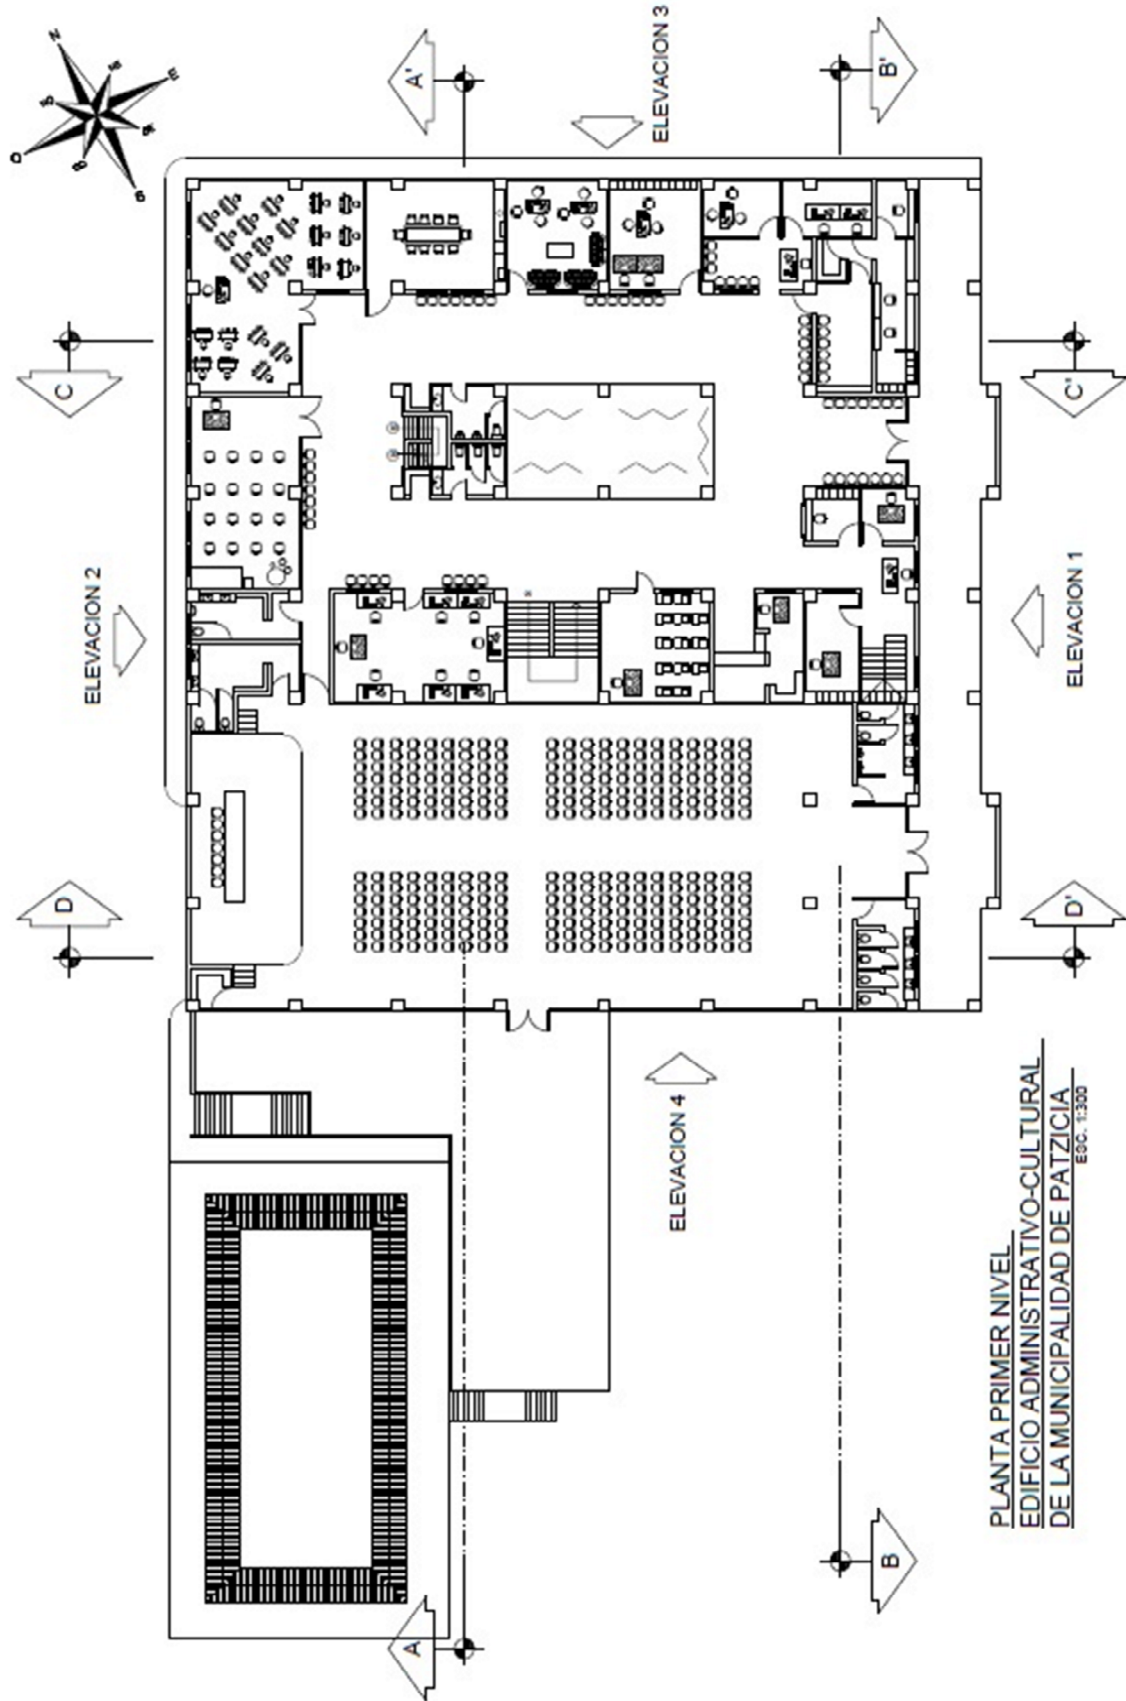 N
E
S
O
A'
B'
ELEVACION 3
C
C'
ELEVACION 2
ELEVACION 1
D
D'
ELEVACION 4
A
B
PLANTA PRIMER NIVEL
EDIFICIO ADMINISTRATIVO-CULTURAL
DE LA MUNICIPALIDAD DE PATZICIA
ESC. 1:300